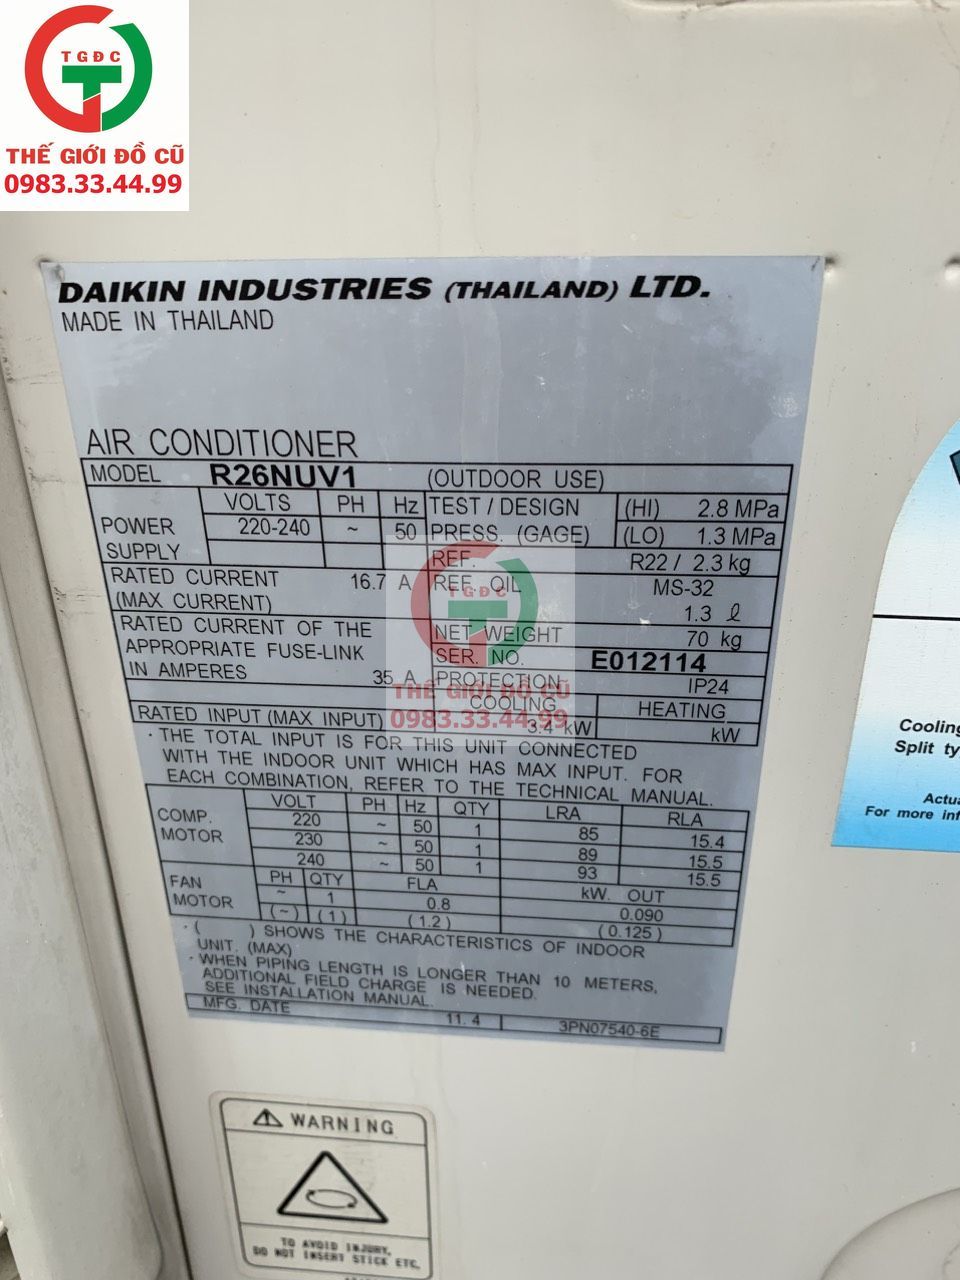 TGĐC
THẾ GIỚI ĐỒ CŨ
0983.33.44.99
DAIKIN INDUSTRIES (THAILAND) LTD.
MADE IN THAILAND
AIR CONDITIONER
MODEL R26NUV1 (OUTDOOR USE)
POWER SUPPLY VOLTS PH Hz
220-240 ~ 50
TEST / DESIGN PRESS. (GAGE) (HI) 2.8 MPa
(LO) 1.3 MPa
REF. R22 / 2.3 kg
RATED CURRENT 16.7 A
(MAX CURRENT)
REF. OIL MS-32
1.3 ℓ
RATED CURRENT OF THE
APPROPRIATE FUSE-LINK
IN AMPERES 35 A
NET WEIGHT 70 kg
SER. NO. E012114
PROTECTION IP24
COOLING HEATING
RATED INPUT (MAX INPUT) 3.4 kW kW
TGĐC
THẾ GIỚI ĐỒ CŨ
0983.33.44.99
· THE TOTAL INPUT IS FOR THIS UNIT CONNECTED
WITH THE INDOOR UNIT WHICH HAS MAX INPUT. FOR
EACH COMBINATION, REFER TO THE TECHNICAL MANUAL.
COMP. MOTOR VOLT PH Hz QTY LRA RLA
220 ~ 50 1 85 15.4
230 ~ 50 1 89 15.5
240 ~ 50 1 93 15.5
FAN MOTOR PH QTY FLA kW. OUT
~ 1 0.8 0.090
(~) (1) (1.2) (0.125)
· ( ) SHOWS THE CHARACTERISTICS OF INDOOR
UNIT. (MAX)
· WHEN PIPING LENGTH IS LONGER THAN 10 METERS,
ADDITIONAL FIELD CHARGE IS NEEDED.
SEE INSTALLATION MANUAL.
MFG. DATE 11. 4 3PN07540-6E
Cooling
Split ty
Actu
For more inf
WARNING
TO AVOID INJURY,
DO NOT INSERT STICK ETC.